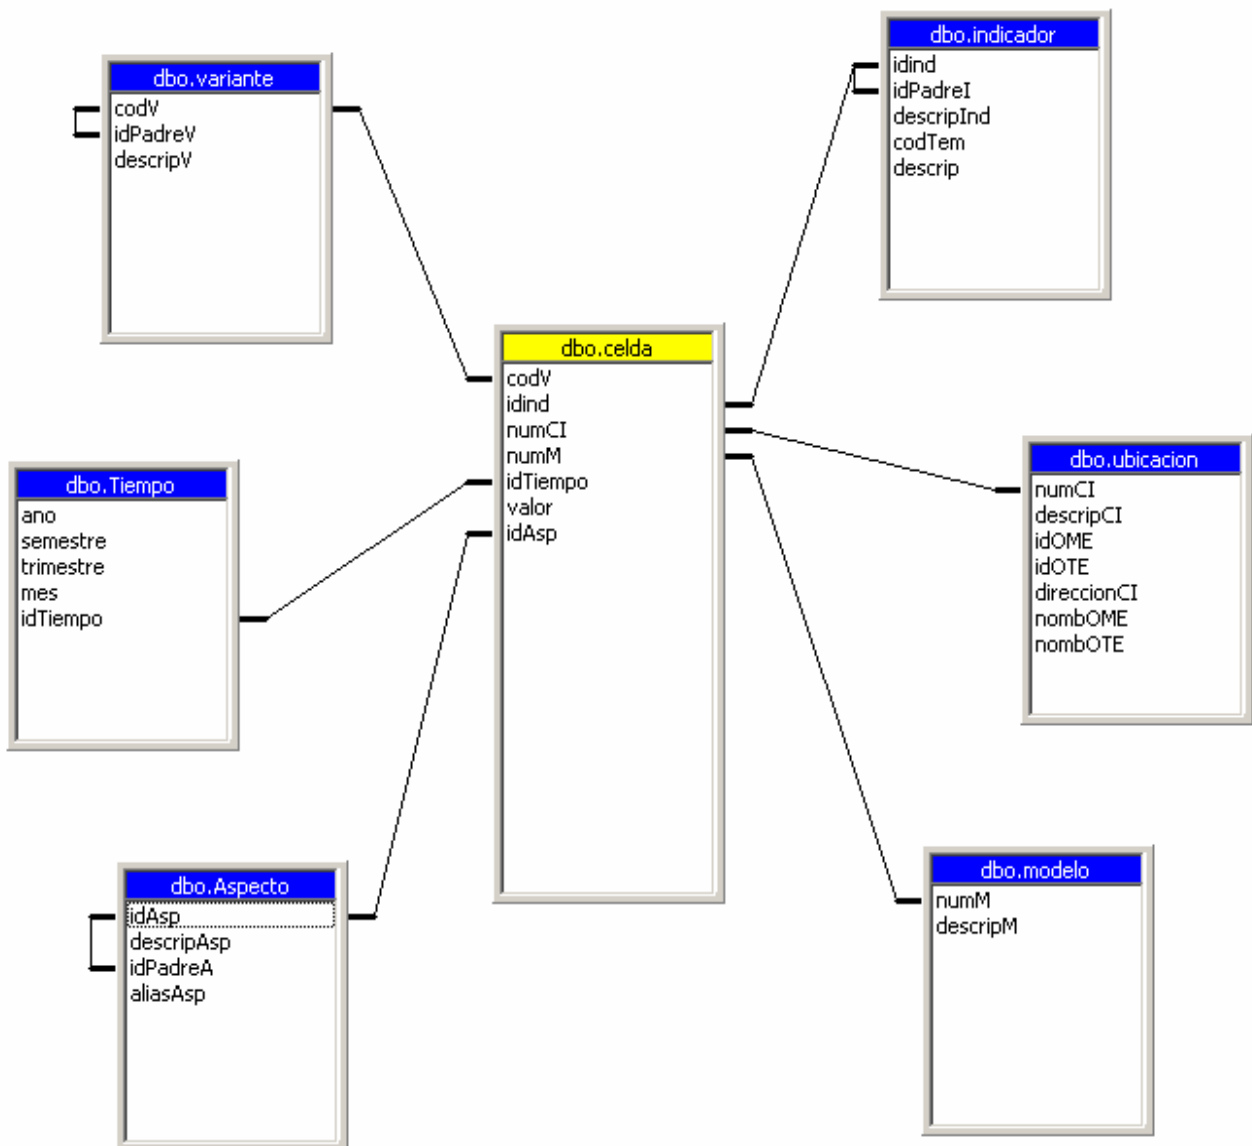 dbo.variante
codV
idPadreV
descripV
dbo.indicador
idind
idPadreI
descripInd
codTem
descrip
dbo.celda
codV
idind
numCI
numM
idTiempo
valor
idAsp
dbo.Tiempo
ano
semestre
trimestre
mes
idTiempo
dbo.ubicacion
numCI
descripCI
idOME
idOTE
direccionCI
nombOME
nombOTE
dbo.Aspecto
idAsp
descripAsp
idPadreA
aliasAsp
dbo.modelo
numM
descripM